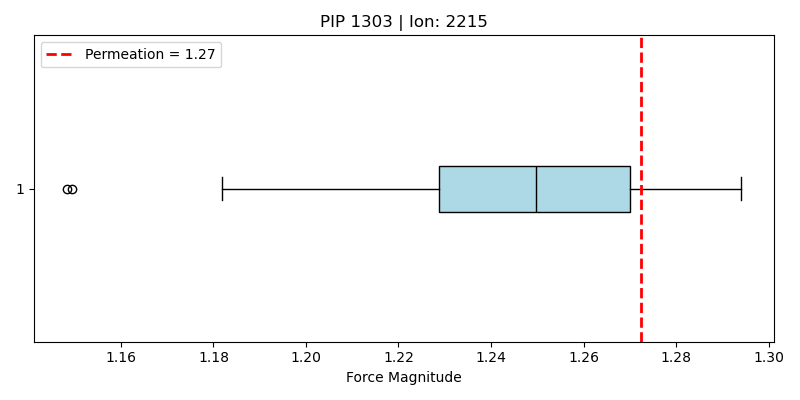 PIP 1303 | Ion: 2215
Permeation = 1.27
1
1.16 1.18 1.20 1.22 1.24 1.26 1.28 1.30
Force Magnitude